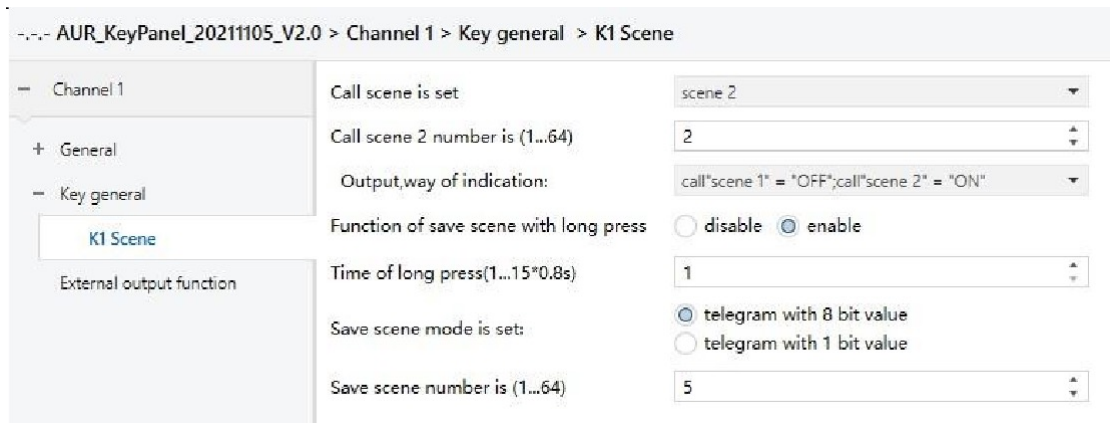 -.-.- AUR_KeyPanel_20211105_V2.0 > Channel 1 > Key general > K1 Scene
− Channel 1
+ General
− Key general
K1 Scene
External output function
Call scene is set
scene 2
Call scene 2 number is (1...64)
2
Output,way of indication:
call"scene 1" = "OFF";call"scene 2" = "ON"
Function of save scene with long press
disable enable
Time of long press(1...15*0.8s)
1
Save scene mode is set:
telegram with 8 bit value
telegram with 1 bit value
Save scene number is (1...64)
5